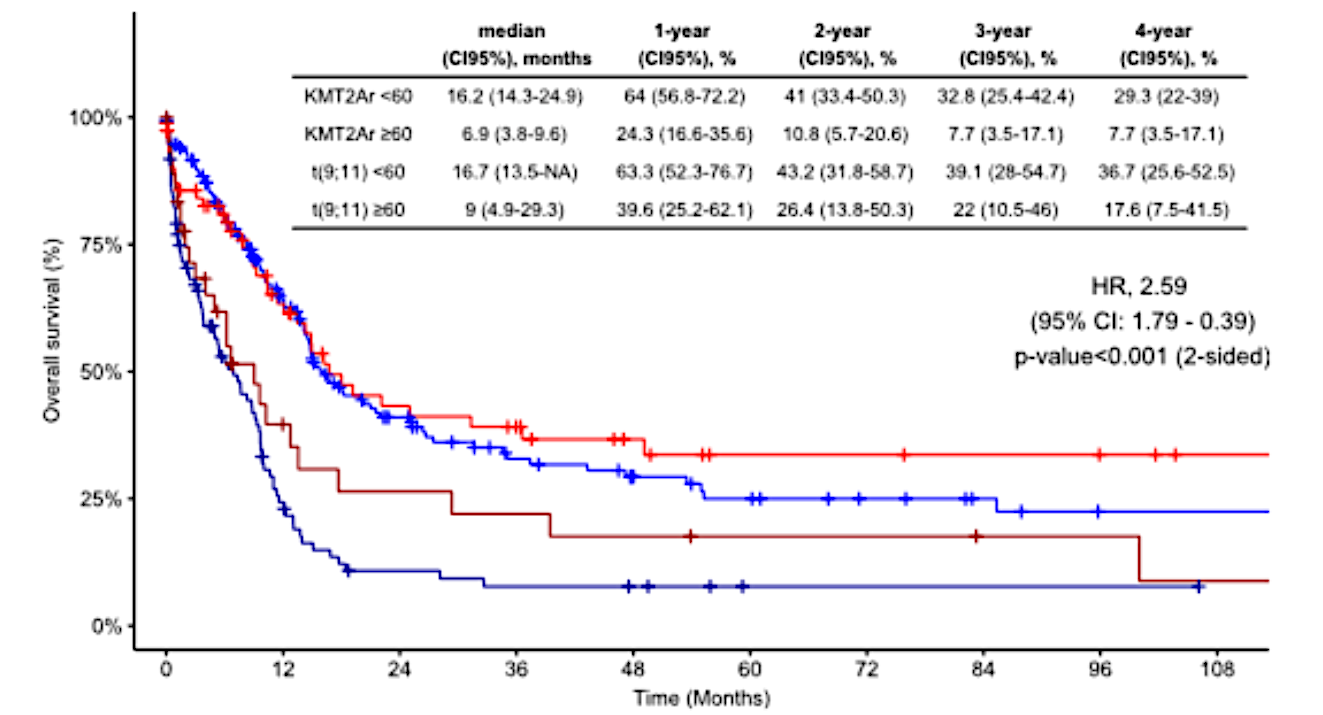 median 1-year 2-year 3-year 4-year
(CI95%), months (CI95%), % (CI95%), % (CI95%), % (CI95%), %
KMT2Ar <60 16.2 (14.3-24.9) 64 (56.8-72.2) 41 (33.4-50.3) 32.8 (25.4-42.4) 29.3 (22-39)
KMT2Ar ≥60 6.9 (3.8-9.6) 24.3 (16.6-35.6) 10.8 (5.7-20.6) 7.7 (3.5-17.1) 7.7 (3.5-17.1)
t(9;11) <60 16.7 (13.5-NA) 63.3 (52.3-76.7) 43.2 (31.8-58.7) 39.1 (28-54.7) 36.7 (25.6-52.5)
t(9;11) ≥60 9 (4.9-29.3) 39.6 (25.2-62.1) 26.4 (13.8-50.3) 22 (10.5-46) 17.6 (7.5-41.5)
HR, 2.59
(95% CI: 1.79 - 0.39)
p-value<0.001 (2-sided)
Overall survival (%)
100%
75%
50%
25%
0%
0 12 24 36 48 60 72 84 96 108
Time (Months)